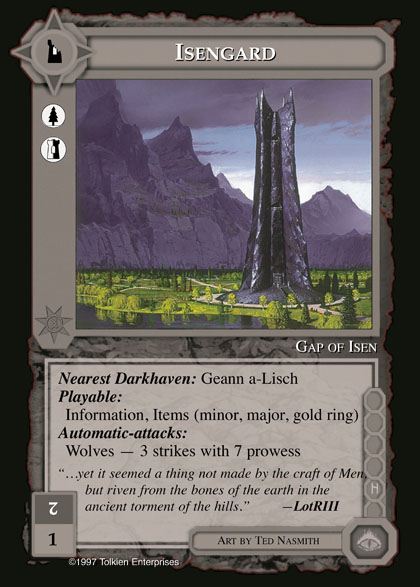 ISENGARD
GAP OF ISEN
Nearest Darkhaven: Geann a-Lisch
Playable:
Information, Items (minor, major, gold ring)
Automatic-attacks:
Wolves — 3 strikes with 7 prowess
“…yet it seemed a thing not made by the craft of Men,
but riven from the bones of the earth in the
ancient torment of the hills.” —LotRIII
H
2
1
ART BY TED NASMITH
©1997 Tolkien Enterprises